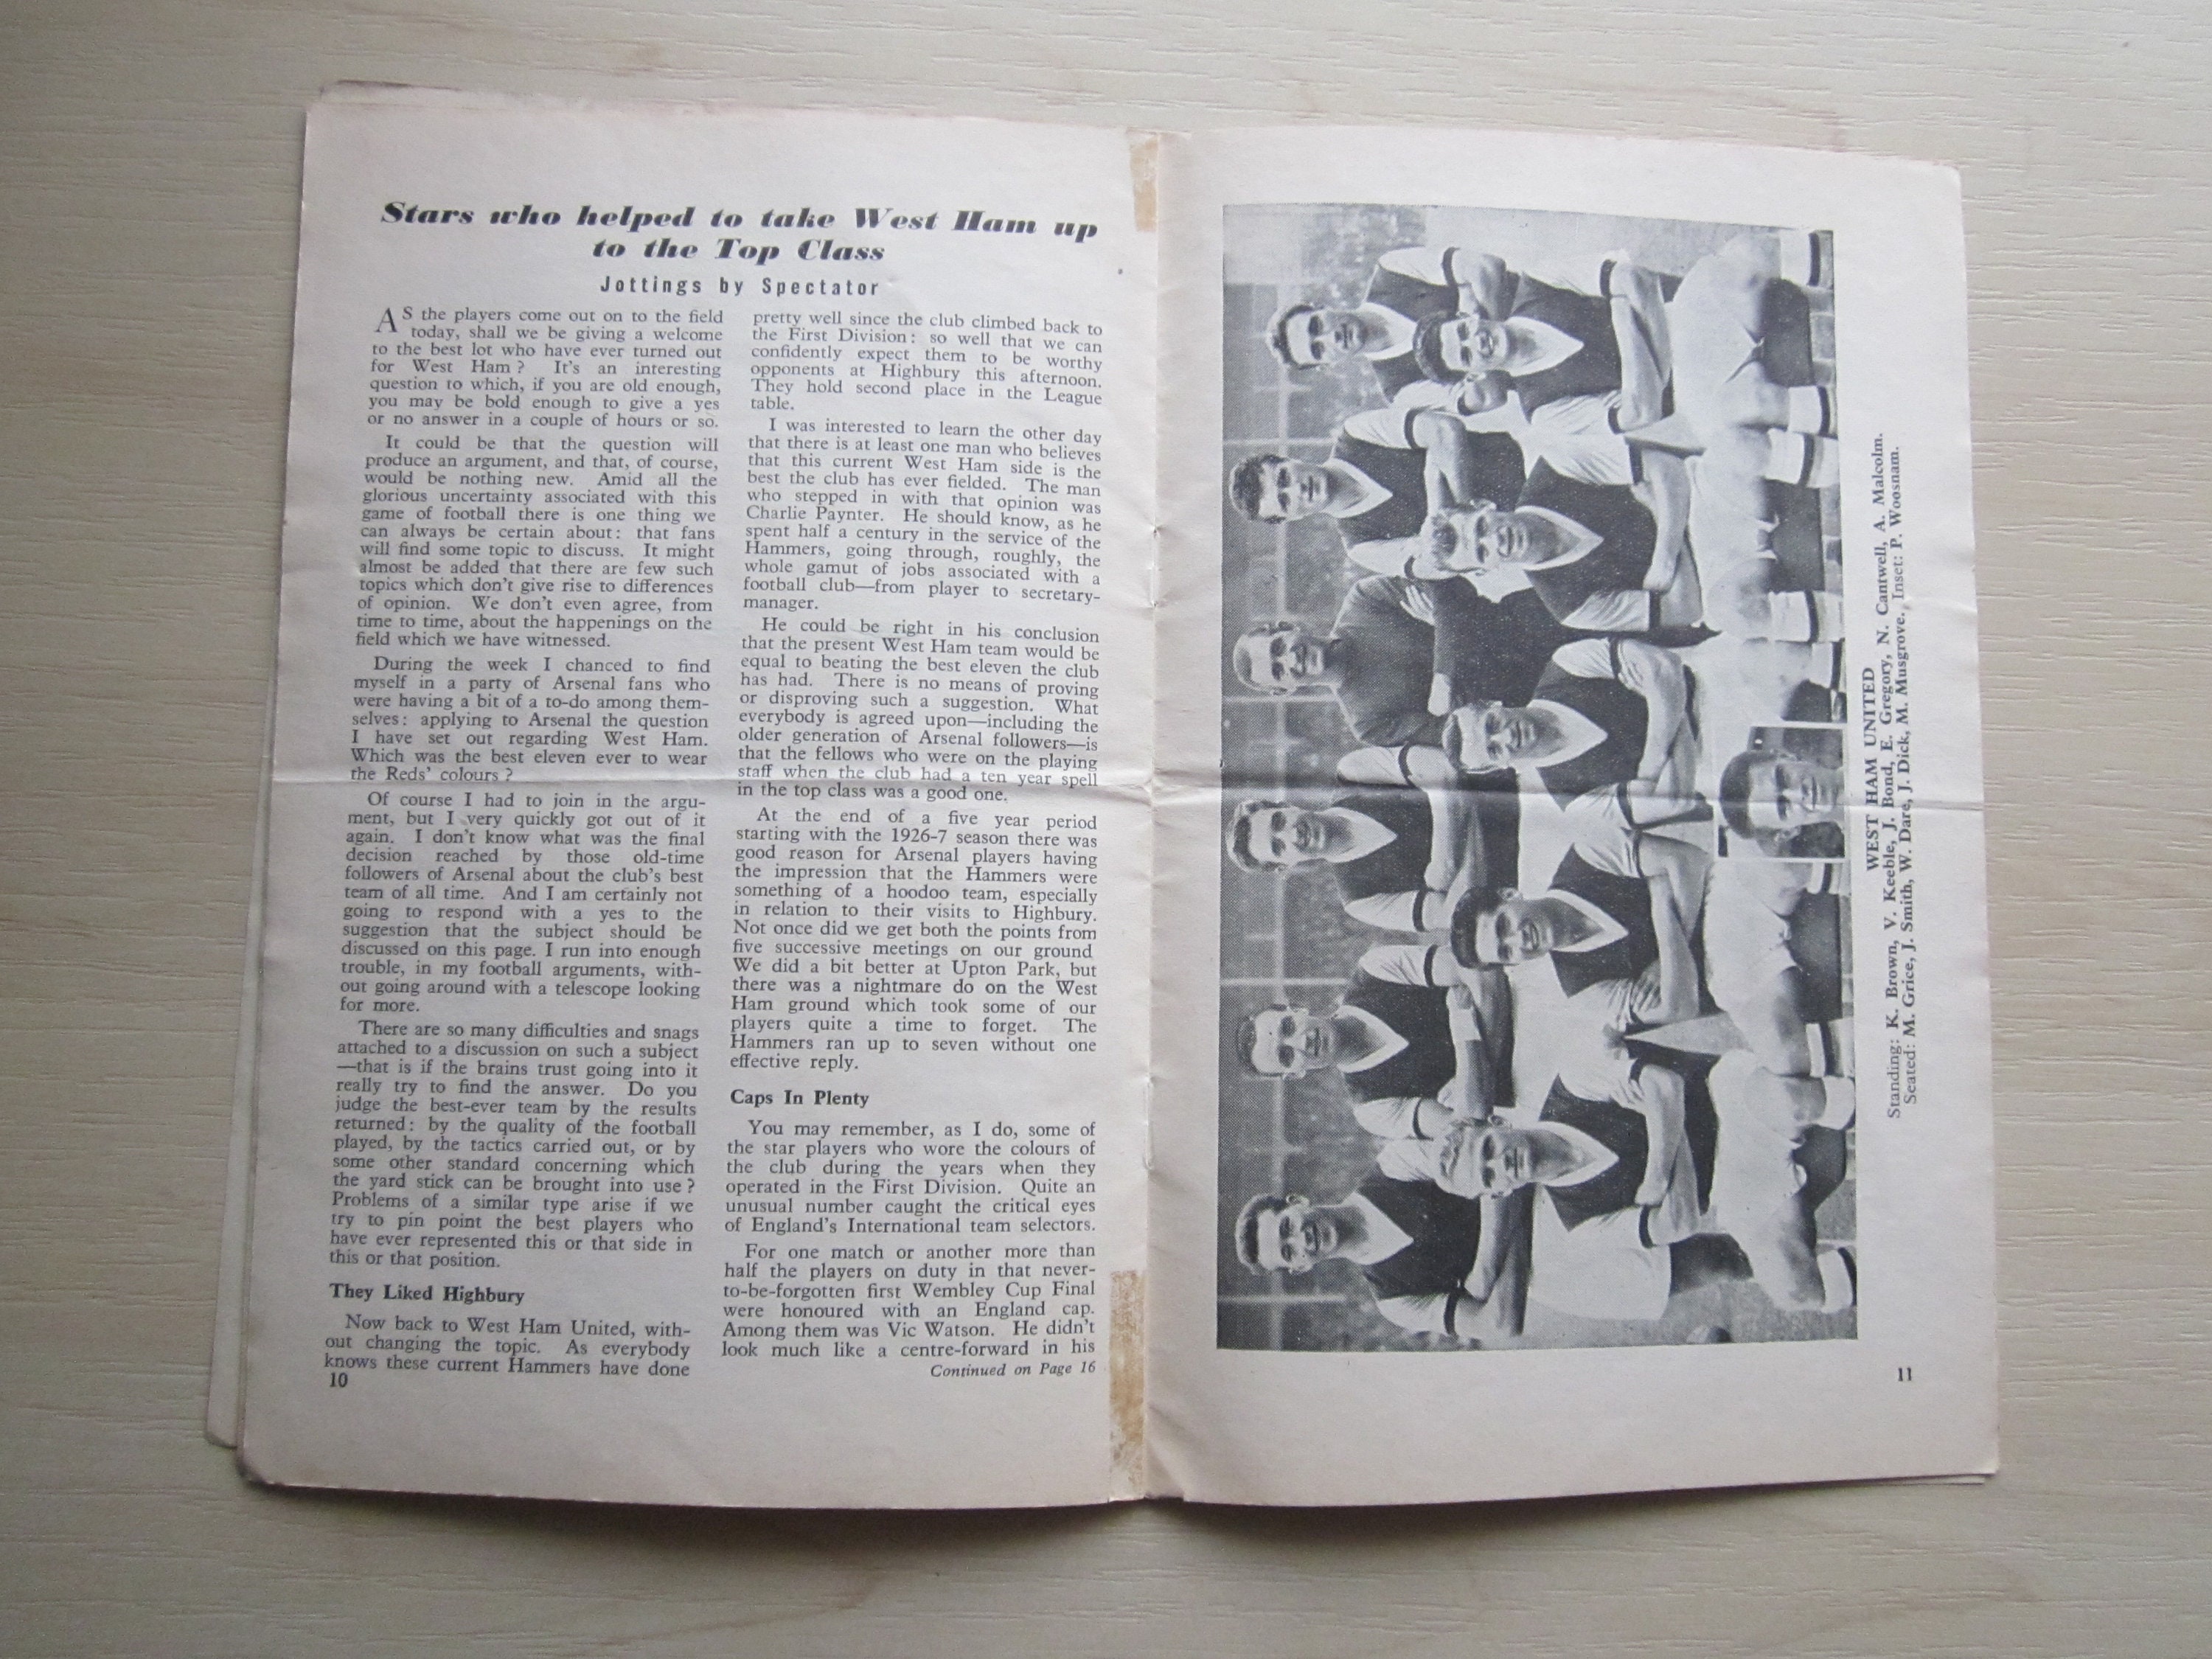 Stars who helped to take West Ham up
to the Top Class
Jottings by Spectator
AS the players come out on to the field
today, shall we be giving a welcome
to the best lot who have ever turned out
for West Ham? It's an interesting
question to which, if you are old enough,
you may be bold enough to give a yes
or no answer in a couple of hours or so.
It could be that the question will
produce an argument, and that, of course,
would be nothing new. Amid all the
glorious uncertainty associated with this
game of football there is one thing we
can always be certain about: that fans
will find some topic to discuss. It might
almost be added that there are few such
topics which don't give rise to differences
of opinion. We don't even agree, from
time to time, about the happenings on the
field which we have witnessed.
During the week I chanced to find
myself in a party of Arsenal fans who
were having a bit of a to-do among them-
selves: applying to Arsenal the question
I have set out regarding West Ham.
Which was the best eleven ever to wear
the Reds' colours?
Of course I had to join in the argu-
ment, but I very quickly got out of it
again. I don't know what was the final
decision reached by those old-time
followers of Arsenal about the club's best
team of all time. And I am certainly not
going to respond with a yes to the
suggestion that the subject should be
discussed on this page. I run into enough
trouble, in my football arguments, with-
out going around with a telescope looking
for more.
There are so many difficulties and snags
attached to a discussion on such a subject
—that is if the brains trust going into it
really try to find the answer. Do you
judge the best-ever team by the results
returned: by the quality of the football
played, by the tactics carried out, or by
some other standard concerning which
the yard stick can be brought into use?
Problems of a similar type arise if we
try to pin point the best players who
have ever represented this or that side in
this or that position.
They Liked Highbury
Now back to West Ham United, with-
out changing the topic. As everybody
knows these current Hammers have done
10
pretty well since the club climbed back to
the First Division: so well that we can
confidently expect them to be worthy
opponents at Highbury this afternoon.
They hold second place in the League
table.
I was interested to learn the other day
that there is at least one man who believes
that this current West Ham side is the
best the club has ever fielded. The man
who stepped in with that opinion was
Charlie Paynter. He should know, as he
spent half a century in the service of the
Hammers, going through, roughly, the
whole gamut of jobs associated with a
football club—from player to secretary-
manager.
He could be right in his conclusion
that the present West Ham team would be
equal to beating the best eleven the club
has had. There is no means of proving
or disproving such a suggestion. What
everybody is agreed upon—including the
older generation of Arsenal followers—is
that the fellows who were on the playing
staff when the club had a ten year spell
in the top class was a good one.
At the end of a five year period
starting with the 1926-7 season there was
good reason for Arsenal players having
the impression that the Hammers were
something of a hoodoo team, especially
in relation to their visits to Highbury.
Not once did we get both the points from
five successive meetings on our ground
We did a bit better at Upton Park, but
there was a nightmare do on the West
Ham ground which took some of our
players quite a time to forget. The
Hammers ran up to seven without one
effective reply.
Caps In Plenty
You may remember, as I do, some of
the star players who wore the colours of
the club during the years when they
operated in the First Division. Quite an
unusual number caught the critical eyes
of England's International team selectors.
For one match or another more than
half the players on duty in that never-
to-be-forgotten first Wembley Cup Final
were honoured with an England cap.
Among them was Vic Watson. He didn't
look much like a centre-forward in his
Continued on Page 16
WEST HAM UNITED
Standing: K. Brown, V. Keeble, J. Bond, E. Gregory, N. Cantwell, A. Malcolm.
Seated: M. Grice, J. Smith, W. Dare, J. Dick, M. Musgrove. Inset: P. Woosnam.
11